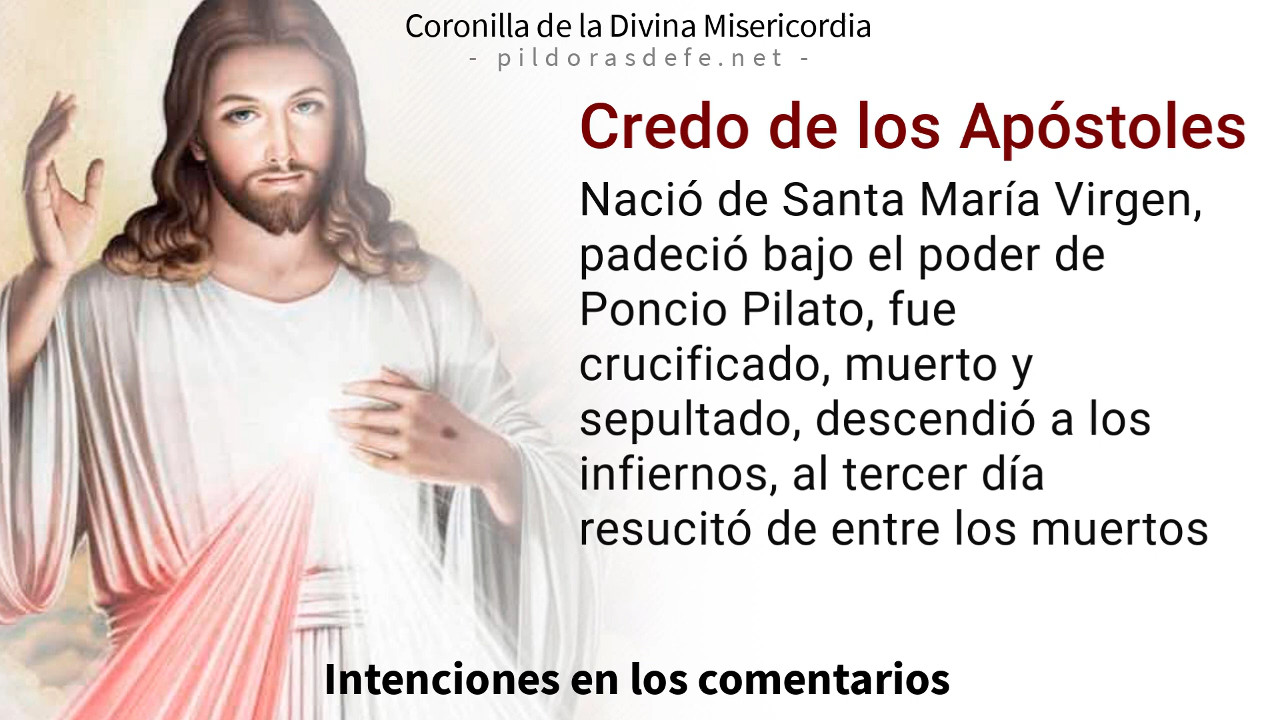 Coronilla de la Divina Misericordia
- pildorasdefe.net -
Credo de los Apóstoles
Nació de Santa María Virgen,
padeció bajo el poder de
Poncio Pilato, fue
crucificado, muerto y
sepultado, descendió a los
infiernos, al tercer día
resucitó de entre los muertos
Intenciones en los comentarios